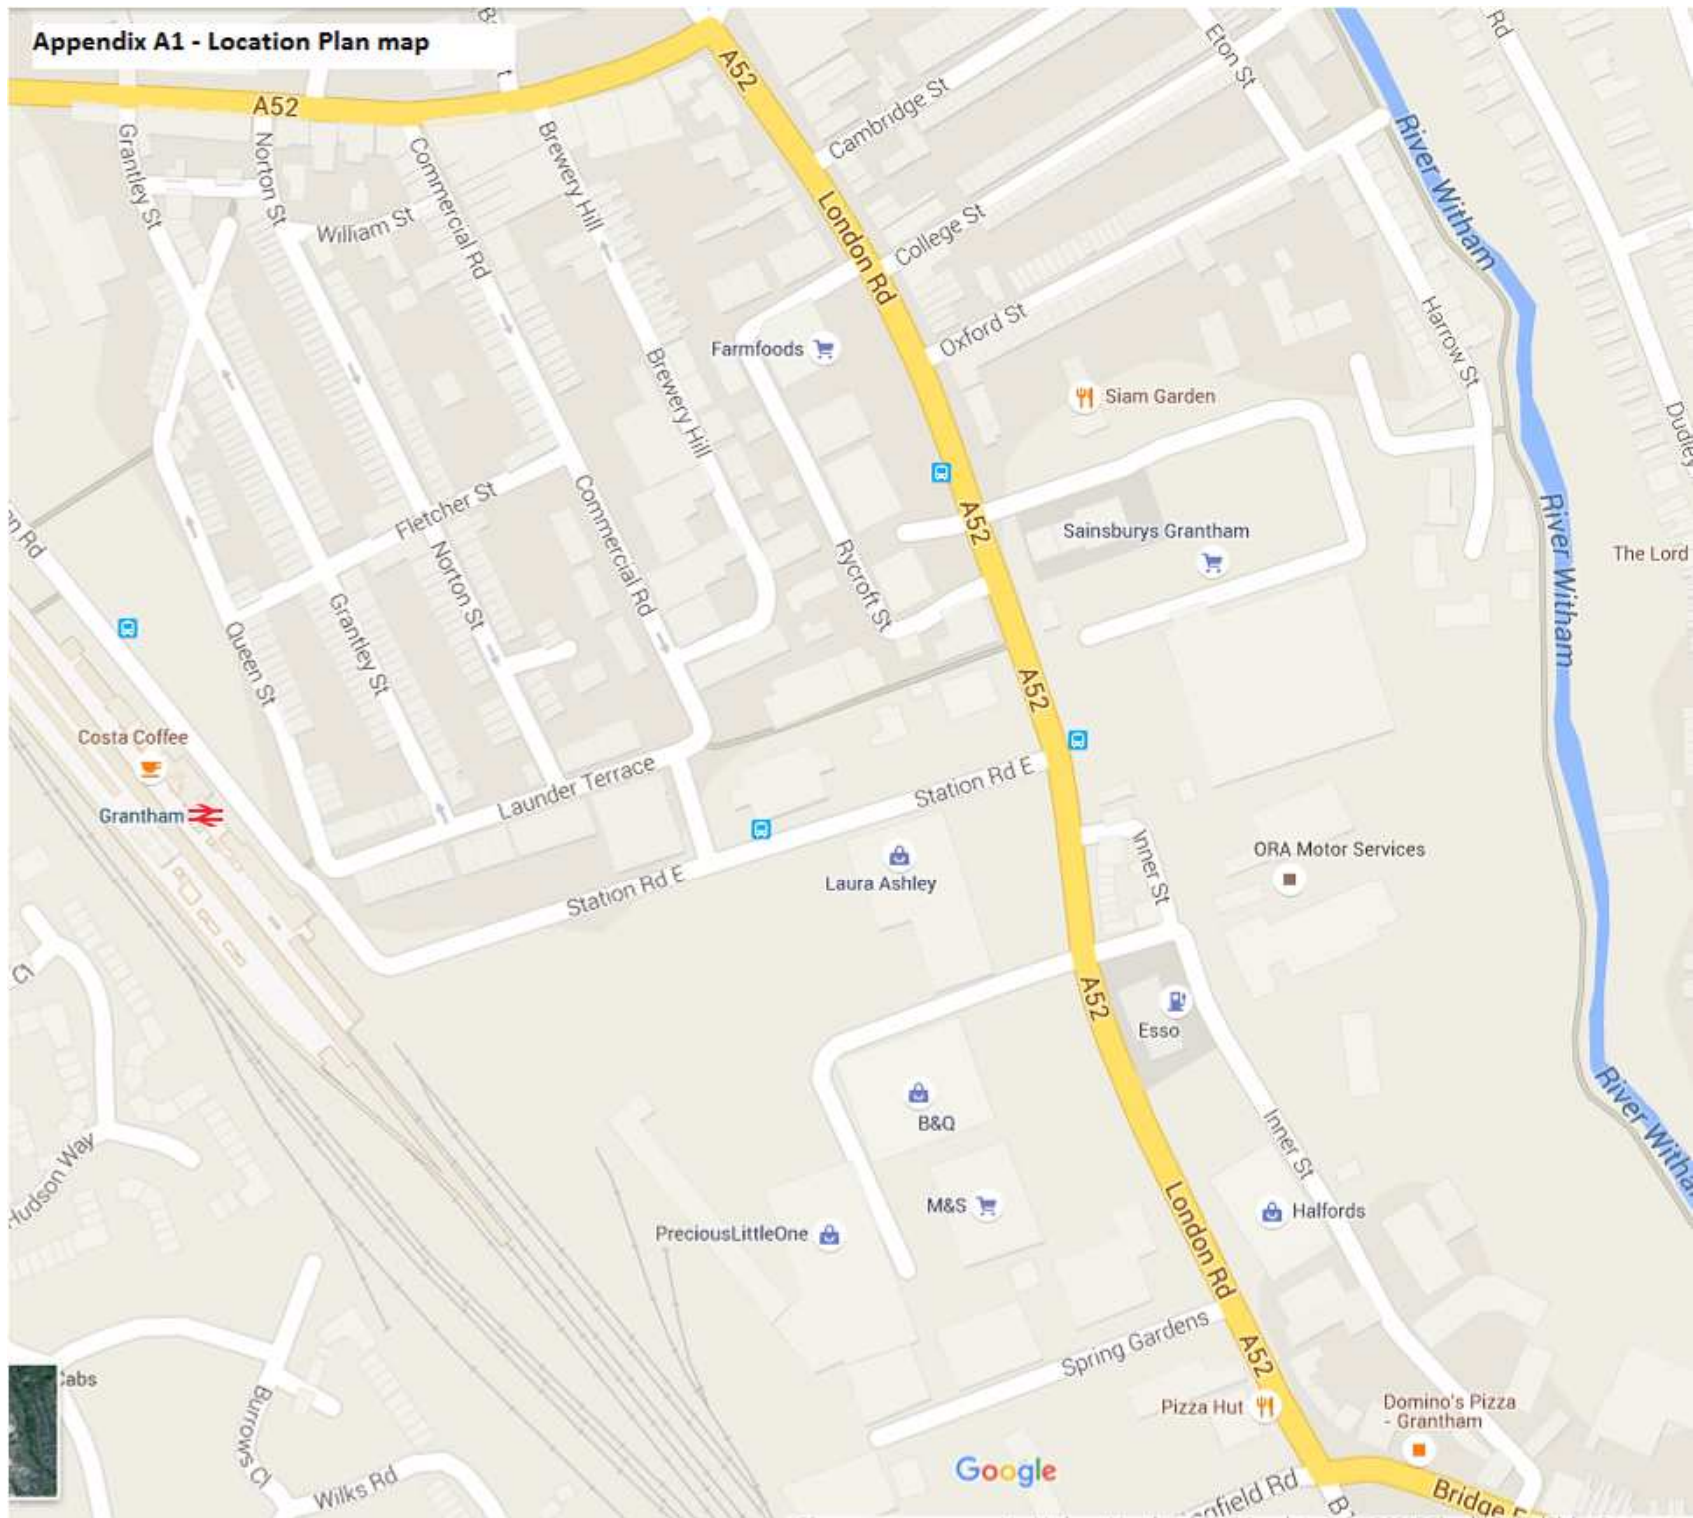 Appendix A1 - Location Plan map
A52
A52
Eton St
Rd
Cambridge St
Grantley St
Norton St
Commercial Rd
Brewery Hill
William St
London Rd
College St
River Witham
Oxford St
Harrow St
Farmfoods
Brewery Hill
Siam Garden
Fletcher St
Commercial Rd
A52
Sainsburys Grantham
Norton St
Rycroft St
River Witham
The Lord
Grantley St
Queen St
A52
Costa Coffee
Grantham
Launder Terrace
Station Rd E
Inner St
ORA Motor Services
Laura Ashley
Station Rd E
A52
Esso
River Witha
B&Q
Inner St
Hudson Way
M&S
Halfords
PreciousLittleOne
London Rd
Spring Gardens
A52
Burrows Cl
Pizza Hut
Domino's Pizza
- Grantham
Google
Wilks Rd
Bridge